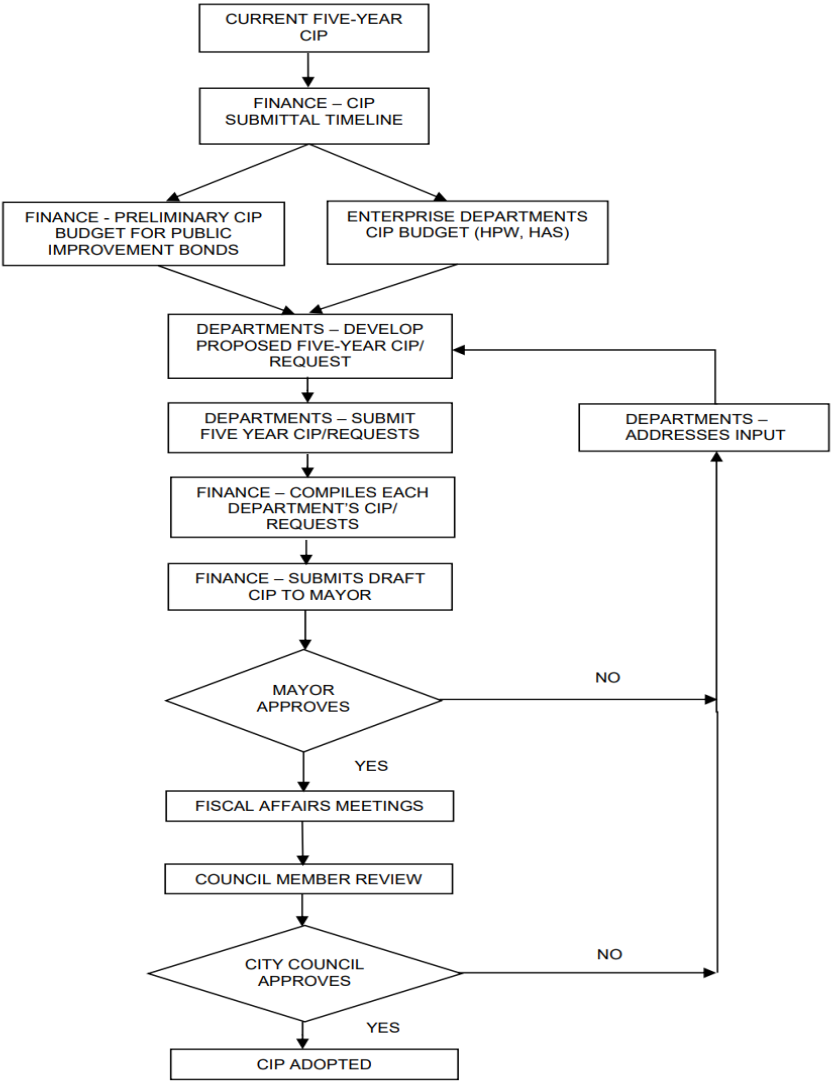 CURRENT FIVE-YEAR
CIP
FINANCE – CIP
SUBMITTAL TIMELINE
FINANCE - PRELIMINARY CIP
BUDGET FOR PUBLIC
IMPROVEMENT BONDS
ENTERPRISE DEPARTMENTS
CIP BUDGET (HPW, HAS)
DEPARTMENTS – DEVELOP
PROPOSED FIVE-YEAR CIP/
REQUEST
DEPARTMENTS – SUBMIT
FIVE YEAR CIP/REQUESTS
DEPARTMENTS –
ADDRESSES INPUT
FINANCE – COMPILES EACH
DEPARTMENT'S CIP/
REQUESTS
FINANCE – SUBMITS DRAFT
CIP TO MAYOR
MAYOR
APPROVES
NO
YES
FISCAL AFFAIRS MEETINGS
COUNCIL MEMBER REVIEW
CITY COUNCIL
APPROVES
NO
YES
CIP ADOPTED